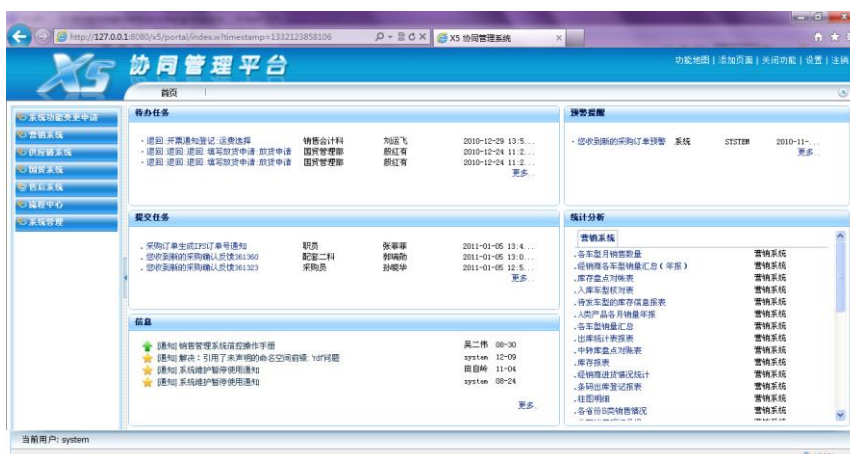 http://127.0.0.1:8080/x5/portal/index.w?timestamp=1332123858106
X5 协同管理系统
X5 协同管理平台
功能地图 | 添加页面 | 关闭功能 | 设置 | 注销
首页
系统功能变更申请
营销系统
供应链系统
国贸系统
售后系统
流程中心
系统管理
待办任务
· 退回:开票通知登记:运费选择 销售会计科 刘运飞 2010-12-29 13:5...
· 退回:退回:退回:填写放货申请:放货申请 国贸管理部 殷红有 2010-12-24 11:2...
· 退回:退回:退回:填写放货申请:放货申请 国贸管理部 殷红有 2010-12-24 11:2...
更多..
预警提醒
· 您收到新的采购订单预警 系统 SYSTEM 2010-11-...
更多..
提交任务
. 采购订单生成ZPS订单号通知 职员 张菲菲 2011-01-05 13:4...
. 您收到新的采购确认反馈361360 配套二科 2011-01-05 13:0...
. 您收到新的采购确认反馈361323 采购员 孙晓华 2011-01-05 12:5...
更多..
统计分析
营销系统
.各车型月销售数量 营销系统
.经销商各车型销量汇总(年报) 营销系统
.库存盘点对账表 营销系统
.入库车型核对表 营销系统
.待发车型的库存信息报表 营销系统
.A类产品各月销量年报 营销系统
.各车型销量汇总 营销系统
.出库统计表报表 营销系统
.中转库盘点对账表 营销系统
.库存报表 营销系统
.经销商进货情况统计 营销系统
.条码出库登记报表 营销系统
.挂图明细 营销系统
.各省份B类销售情况 营销系统
信息
[通知] 销售管理系统信控操作手册 吴二伟 08-30
[通知] 解决:引用了未声明的命名空间前缀:'rdf'问题 system 12-09
[通知] 系统维护暂停使用通知 田自岭 11-04
[通知] 系统维护暂停使用通知 system 08-24
更多..
当前用户: system